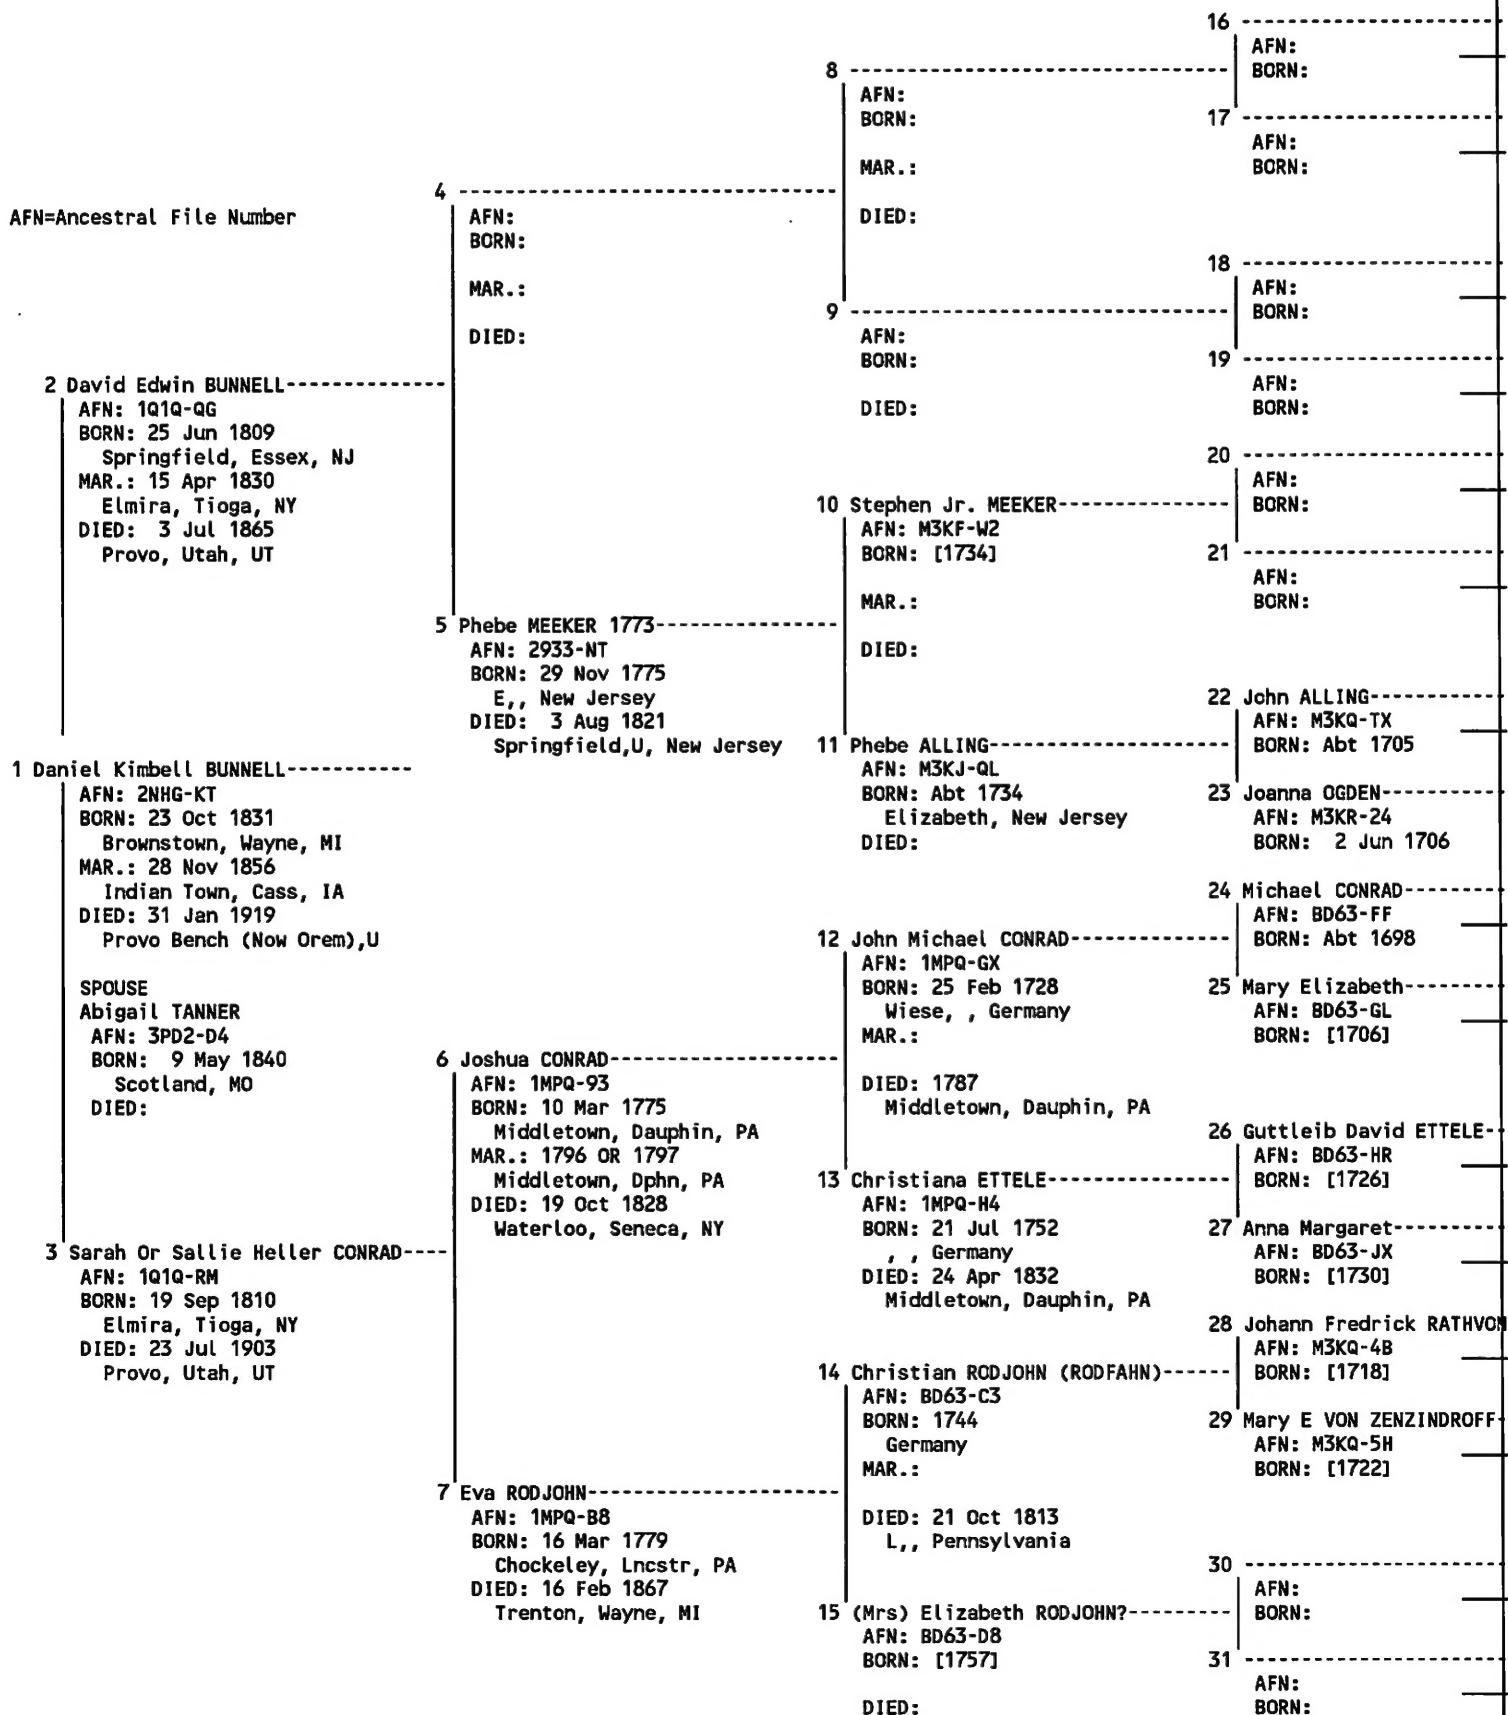 AFN=Ancestral File Number
1 Daniel Kimbell BUNNELL-----------
AFN: 2NHG-KT
BORN: 23 Oct 1831
Brownstown, Wayne, MI
MAR.: 28 Nov 1856
Indian Town, Cass, IA
DIED: 31 Jan 1919
Provo Bench (Now Orem),U
SPOUSE
Abigail TANNER
AFN: 3PD2-D4
BORN:  9 May 1840
Scotland, MO
DIED:
2 David Edwin BUNNELL--------------
AFN: 1Q1Q-QG
BORN: 25 Jun 1809
Springfield, Essex, NJ
MAR.: 15 Apr 1830
Elmira, Tioga, NY
DIED:  3 Jul 1865
Provo, Utah, UT
3 Sarah Or Sallie Heller CONRAD----
AFN: 1Q1Q-RM
BORN: 19 Sep 1810
Elmira, Tioga, NY
DIED: 23 Jul 1903
Provo, Utah, UT
4 ---------------------------------
AFN:
BORN:
MAR.:
DIED:
5 Phebe MEEKER 1773----------------
AFN: 2933-NT
BORN: 29 Nov 1775
E,, New Jersey
DIED:  3 Aug 1821
Springfield,U, New Jersey
6 Joshua CONRAD--------------------
AFN: 1MPQ-93
BORN: 10 Mar 1775
Middletown, Dauphin, PA
MAR.: 1796 OR 1797
Middletown, Dphn, PA
DIED: 19 Oct 1828
Waterloo, Seneca, NY
7 Eva RODJOHN----------------------
AFN: 1MPQ-B8
BORN: 16 Mar 1779
Chockeley, Lncstr, PA
DIED: 16 Feb 1867
Trenton, Wayne, MI
8 ---------------------------------
AFN:
BORN:
MAR.:
DIED:
9 ---------------------------------
AFN:
BORN:
DIED:
10 Stephen Jr. MEEKER---------------
AFN: M3KF-W2
BORN: [1734]
MAR.:
DIED:
11 Phebe ALLING---------------------
AFN: M3KJ-QL
BORN: Abt 1734
Elizabeth, New Jersey
DIED:
12 John Michael CONRAD--------------
AFN: 1MPQ-GX
BORN: 25 Feb 1728
Wiese, , Germany
MAR.:
DIED: 1787
Middletown, Dauphin, PA
13 Christiana ETTELE----------------
AFN: 1MPQ-H4
BORN: 21 Jul 1752
, , Germany
DIED: 24 Apr 1832
Middletown, Dauphin, PA
14 Christian RODJOHN (RODFAHN)------
AFN: BD63-C3
BORN: 1744
Germany
MAR.:
DIED: 21 Oct 1813
L,, Pennsylvania
15 (Mrs) Elizabeth RODJOHN?---------
AFN: BD63-D8
BORN: [1757]
DIED:
16 -----------------------
AFN:
BORN:
17 -----------------------
AFN:
BORN:
18 -----------------------
AFN:
BORN:
19 -----------------------
AFN:
BORN:
20 -----------------------
AFN:
BORN:
21 -----------------------
AFN:
BORN:
22 John ALLING------------
AFN: M3KQ-TX
BORN: Abt 1705
23 Joanna OGDEN-----------
AFN: M3KR-24
BORN:  2 Jun 1706
24 Michael CONRAD---------
AFN: BD63-FF
BORN: Abt 1698
25 Mary Elizabeth---------
AFN: BD63-GL
BORN: [1706]
26 Guttleib David ETTELE--
AFN: BD63-HR
BORN: [1726]
27 Anna Margaret----------
AFN: BD63-JX
BORN: [1730]
28 Johann Fredrick RATHVON
AFN: M3KQ-4B
BORN: [1718]
29 Mary E VON ZENZINDROFF-
AFN: M3KQ-5H
BORN: [1722]
30 -----------------------
AFN:
BORN:
31 -----------------------
AFN:
BORN: